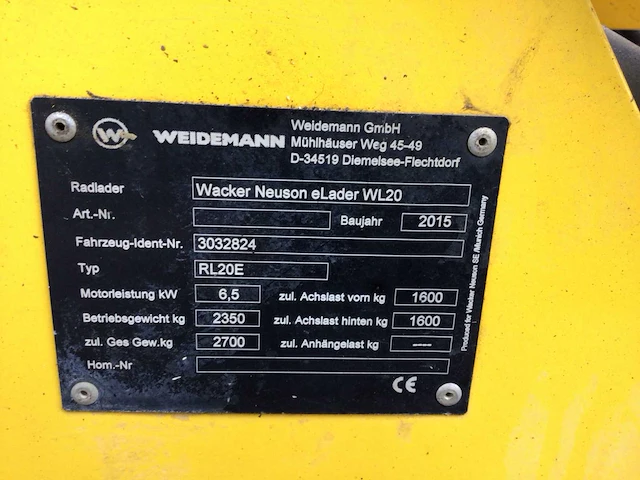 W WEIDEMANN
Weidemann GmbH
Mühlhäuser Weg 45-49
D-34519 Diemelsee-Flechtdorf
Radlader Wacker Neuson eLader WL20
Art.-Nr. Baujahr 2015
Fahrzeug-Ident-Nr. 3032824
Typ RL20E
Motorleistung kW 6,5 zul. Achslast vorn kg 1600
Betriebsgewicht kg 2350 zul. Achslast hinten kg 1600
zul. Ges Gew.kg 2700 zul. Anhängelast kg ----
Hom.-Nr
CE
Produced for Wacker Neuson SE /Munich Germany